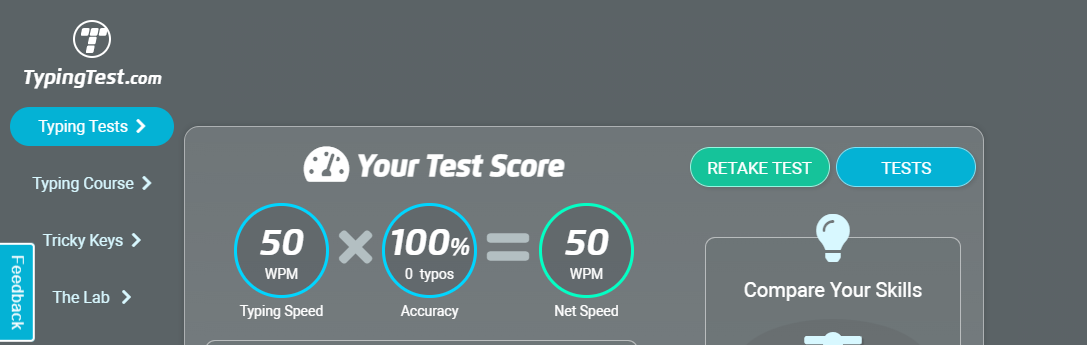 TypingTest.com
Typing Tests
Typing Course
Tricky Keys
The Lab
Feedback
Your Test Score
RETAKE TEST
TESTS
50
WPM
Typing Speed
100%
0 typos
Accuracy
50
WPM
Net Speed
Compare Your Skills